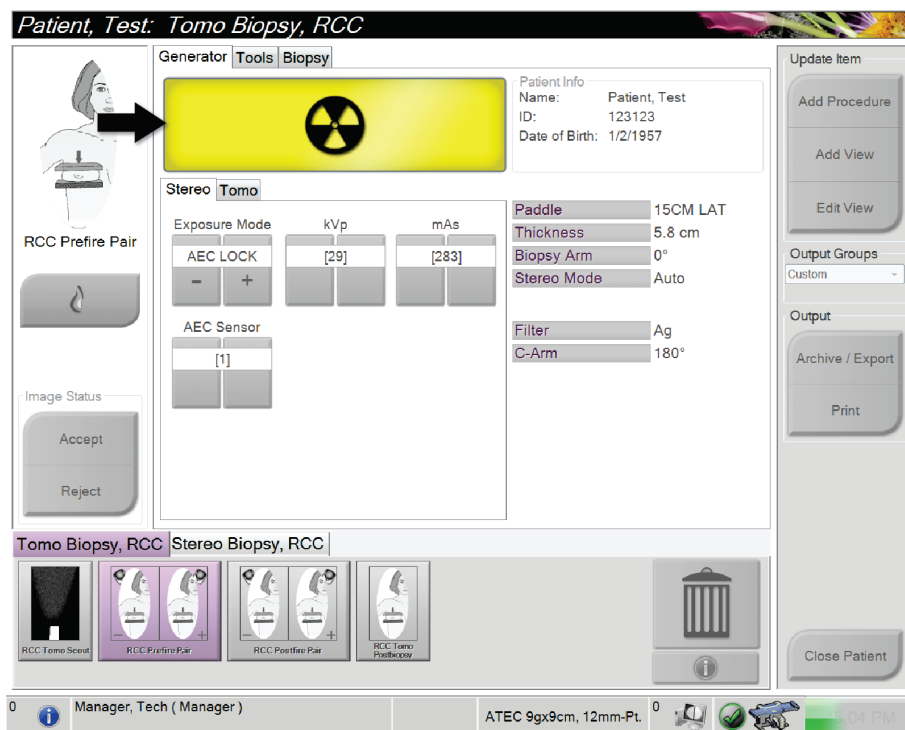 Patient, Test: Tomo Biopsy, RCC
Generator Tools Biopsy
Patient Info
Name: Patient, Test
ID: 123123
Date of Birth: 1/2/1957
RCC Prefire Pair
Stereo Tomo
Exposure Mode kVp mAs
AEC LOCK [29] [283]
- +
AEC Sensor
[1]
Paddle 15CM LAT
Thickness 5.8 cm
Biopsy Arm 0°
Stereo Mode Auto
Filter Ag
C-Arm 180°
Image Status
Accept
Reject
Update Item
Add Procedure
Add View
Edit View
Output Groups
Custom
Output
Archive / Export
Print
Close Patient
Tomo Biopsy, RCC Stereo Biopsy, RCC
RCC Tomo Scout
- +
RCC Prefire Pair
- +
RCC Postfire Pair
RCC Tomo
Postbiopsy
0 Manager, Tech ( Manager ) ATEC 9gx9cm, 12mm-Pt. 0 5:04 PM